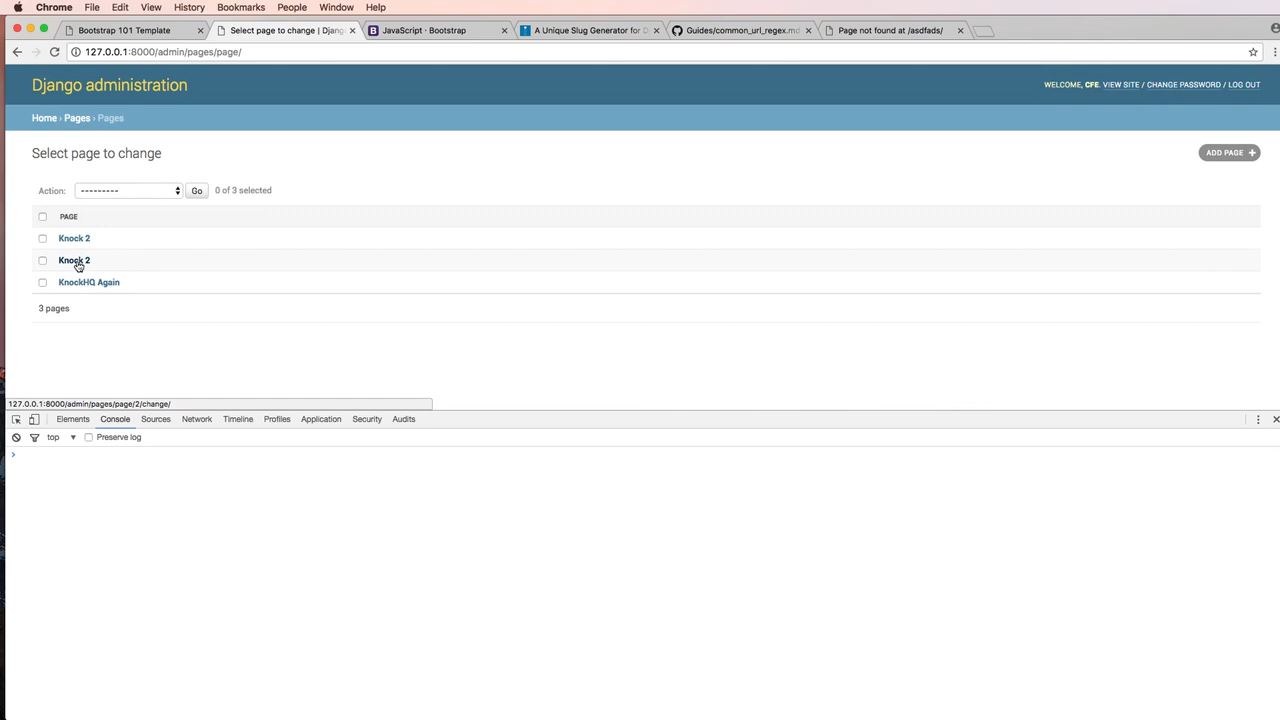 Chrome File Edit View History Bookmarks People Window Help
Bootstrap 101 Template Select page to change | Djang JavaScript · Bootstrap A Unique Slug Generator for D Guides/common_url_regex.md Page not found at /asdfads/
127.0.0.1:8000/admin/pages/page/
Django administration WELCOME, CFE. VIEW SITE / CHANGE PASSWORD / LOG OUT
Home › Pages › Pages
Select page to change ADD PAGE +
Action: --------- Go 0 of 3 selected
PAGE
Knock 2
Knock 2
KnockHQ Again
3 pages
127.0.0.1:8000/admin/pages/page/2/change/
Elements Console Sources Network Timeline Profiles Application Security Audits
top Preserve log